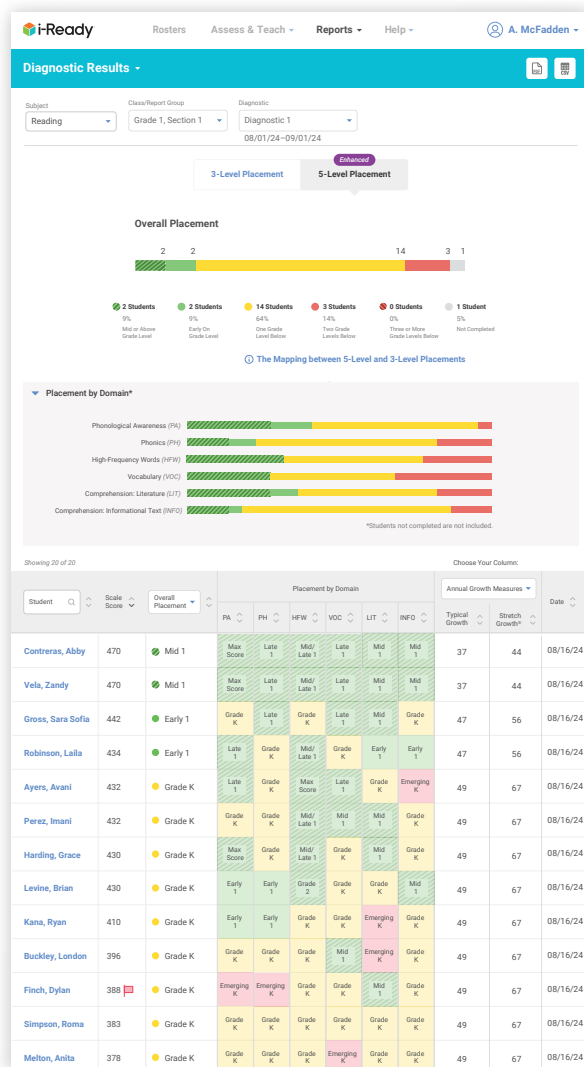 i-Ready Rosters Assess & Teach Reports Help A. McFadden
Diagnostic Results PDF CSV
Subject Class/Report Group Diagnostic
Reading Grade 1, Section 1 Diagnostic 1
08/01/24–09/01/24
Enhanced
3-Level Placement 5-Level Placement
Overall Placement
2 2 14 3 1
2 Students 2 Students 14 Students 3 Students 0 Students 1 Student
9% 9% 64% 14% 0% 5%
Mid or Above Early On One Grade Two Grade Three or More Not Completed
Grade Level Grade Level Level Below Levels Below Grade Levels Below
The Mapping between 5-Level and 3-Level Placements
Placement by Domain*
Phonological Awareness (PA)
Phonics (PH)
High-Frequency Words (HFW)
Vocabulary (VOC)
Comprehension: Literature (LIT)
Comprehension: Informational Text (INFO)
*Students not completed are not included.
Showing 20 of 20 Choose Your Column:
Student Scale Score Overall Placement Placement by Domain Annual Growth Measures Date
PA PH HFW VOC LIT INFO Typical Growth Stretch Growth*
Contreras, Abby 470 Mid 1 Max Score Late 1 Mid/ Late 1 Late 1 Mid 1 Mid 1 37 44 08/16/24
Vela, Zandy 470 Mid 1 Max Score Late 1 Mid/ Late 1 Late 1 Mid 1 Mid 1 37 44 08/16/24
Gross, Sara Sofia 442 Early 1 Grade K Late 1 Grade K Late 1 Mid 1 Grade K 47 56 08/16/24
Robinson, Laila 434 Early 1 Late 1 Grade K Mid/ Late 1 Grade K Early 1 Early 1 47 56 08/16/24
Ayers, Avani 432 Grade K Late 1 Grade K Max Score Late 1 Grade K Emerging K 49 67 08/16/24
Perez, Imani 432 Grade K Grade K Grade K Mid/ Late 1 Mid 1 Mid 1 Grade K 49 67 08/16/24
Harding, Grace 430 Grade K Max Score Grade K Mid/ Late 1 Grade K Mid 1 Grade K 49 67 08/16/24
Levine, Brian 430 Grade K Early 1 Early 1 Grade 2 Grade K Grade K Mid 1 49 67 08/16/24
Kana, Ryan 410 Grade K Early 1 Early 1 Grade K Grade K Emerging K Grade K 49 67 08/16/24
Buckley, London 396 Grade K Grade K Grade K Grade K Mid 1 Emerging K Grade K 49 67 08/16/24
Finch, Dylan 388 Grade K Emerging K Emerging K Grade K Grade K Mid 1 Grade K 49 67 08/16/24
Simpson, Roma 383 Grade K Grade K Grade K Grade K Grade K Grade K Grade K 49 67 08/16/24
Melton, Anita 378 Grade K Grade K Grade K Grade K Emerging K Grade K Grade K 49 67 08/16/24